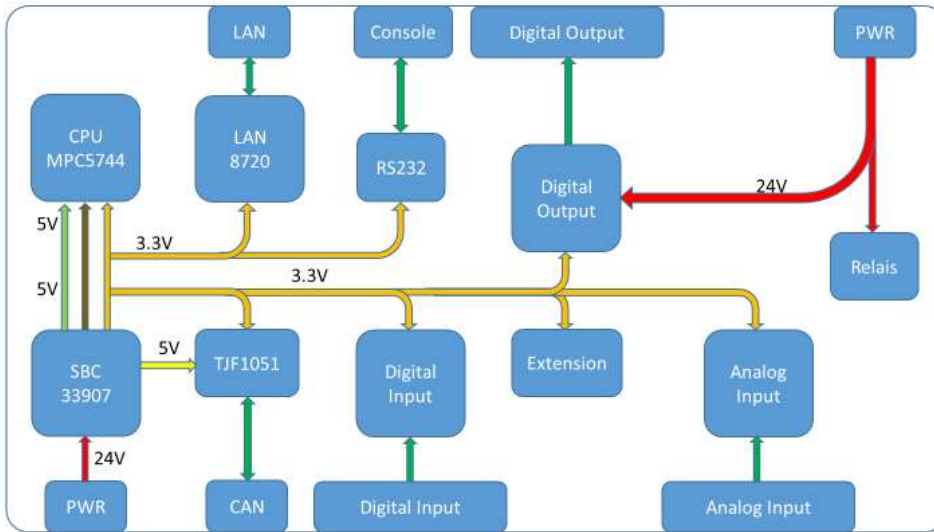 LAN
Console
Digital Output
PWR
CPU
MPC5744
LAN
8720
RS232
Digital
Output
24V
5V
3.3V
Relais
3.3V
5V
5V
SBC
33907
TJF1051
Digital
Input
Extension
Analog
Input
24V
PWR
CAN
Digital Input
Analog Input